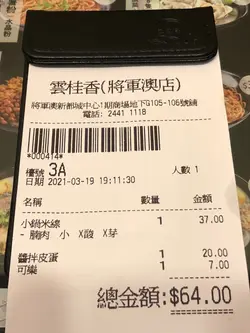 雲桂香(將軍澳店)
將軍澳新都城中心1期商場地下G105-106號舖
電話: 2441 1118
*000414*
檯號 3A 人數 1
日期 2021-03-19 19:11:30
名稱 數量 金額
小鍋米線 1 37.00
- 腩肉 小 X酸 X芽
醬拌皮蛋 1 20.00
可樂 1 7.00
總金額:$64.00